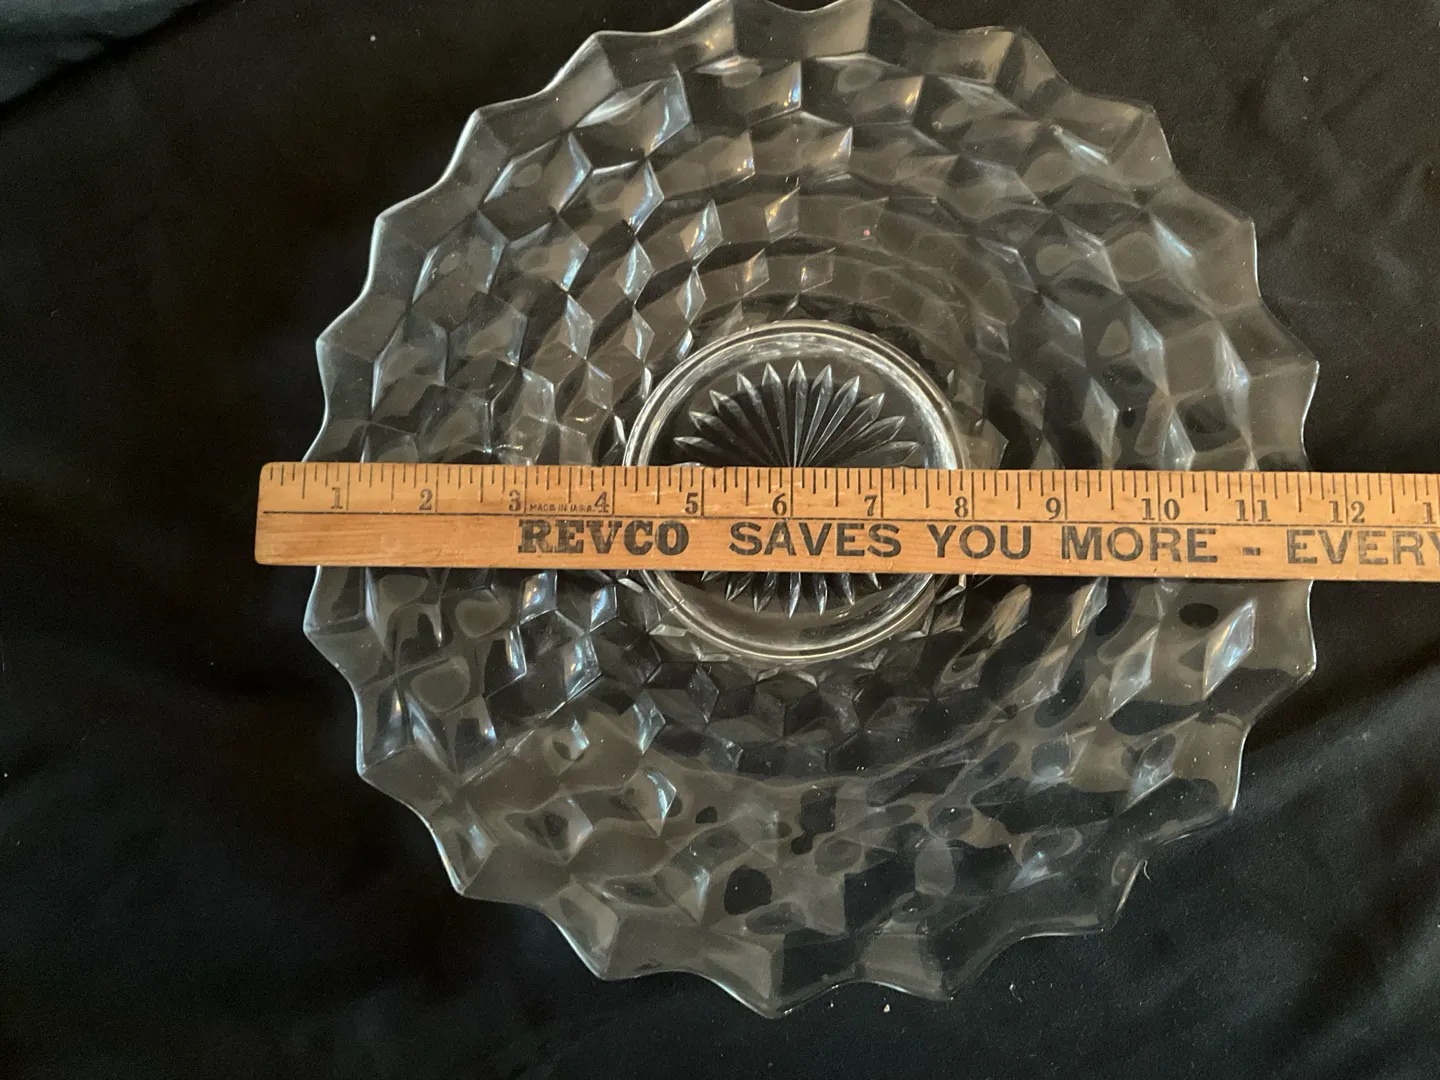 1 2 3 4 5 6 7 8 9 10 11 12
MADE IN U.S.A.
REVCO SAVES YOU MORE - EVERY